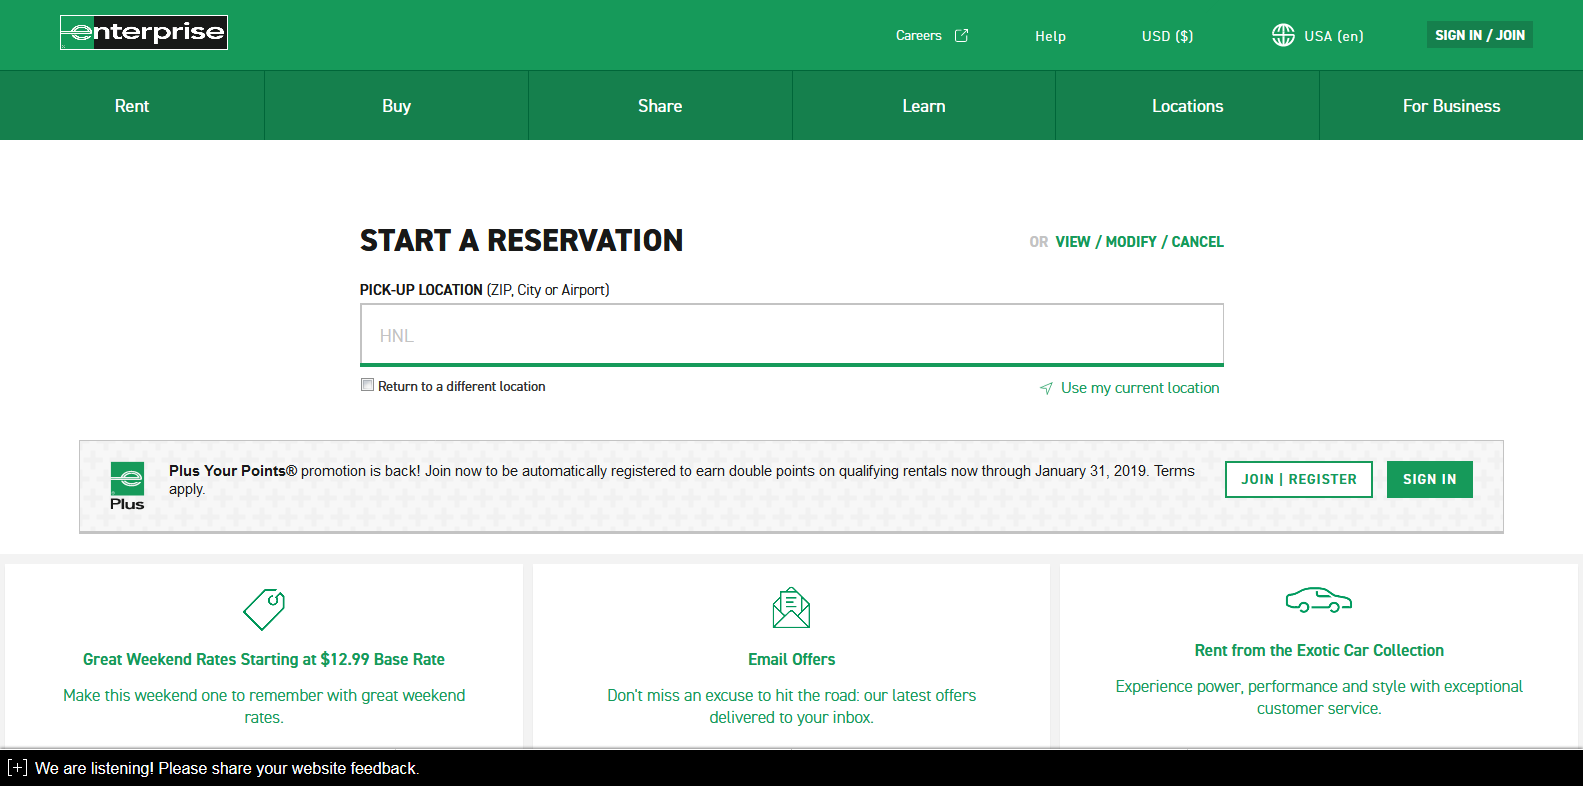 enterprise
Careers
Help
USD ($)
USA (en)
SIGN IN / JOIN
Rent
Buy
Share
Learn
Locations
For Business
START A RESERVATION
OR VIEW / MODIFY / CANCEL
PICK-UP LOCATION (ZIP, City or Airport)
HNL
Return to a different location
Use my current location
Plus
Plus Your Points® promotion is back! Join now to be automatically registered to earn double points on qualifying rentals now through January 31, 2019. Terms
apply.
JOIN | REGISTER
SIGN IN
Great Weekend Rates Starting at $12.99 Base Rate
Make this weekend one to remember with great weekend
rates.
Email Offers
Don't miss an excuse to hit the road: our latest offers
delivered to your inbox.
Rent from the Exotic Car Collection
Experience power, performance and style with exceptional
customer service.
[+] We are listening! Please share your website feedback.